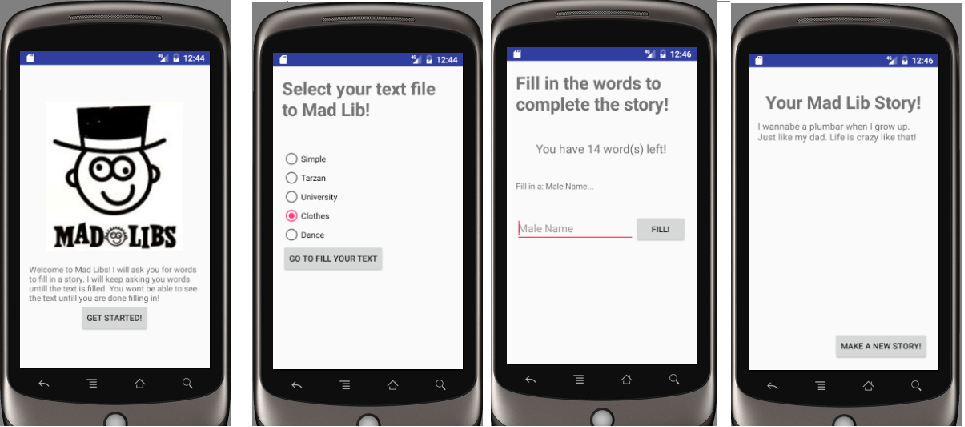 12:44
MAD LIBS
Welcome to Mad Libs! I will ask you for words
to fill in a story. I will keep asking you words
untill the text is filled. You wont be able to see
the text untill you are done filling in!
GET STARTED!
12:44
Select your text file
to Mad Lib!
Simple
Tarzan
University
Clothes
Dance
GO TO FILL YOUR TEXT
12:46
Fill in the words to
complete the story!
You have 14 word(s) left!
Fill in a: Male Name...
Male Name
FILL!
12:46
Your Mad Lib Story!
I wannabe a plumbar when I grow up.
Just like my dad. Life is crazy like that!
MAKE A NEW STORY!